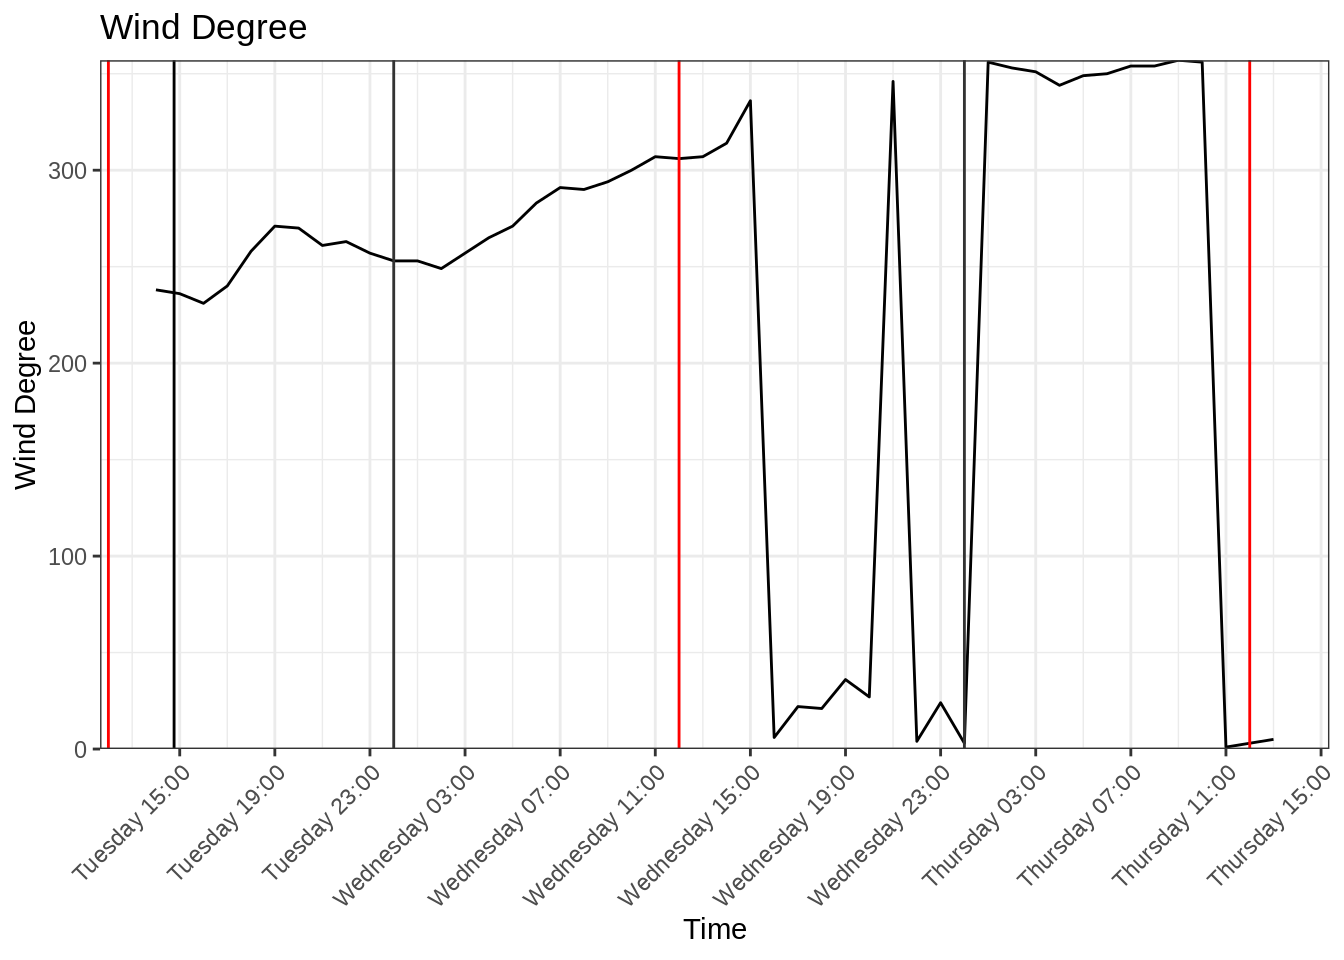 Wind Degree
Wind Degree
300
200
100
0
Tuesday 15:00
Tuesday 19:00
Tuesday 23:00
Wednesday 03:00
Wednesday 07:00
Wednesday 11:00
Wednesday 15:00
Wednesday 19:00
Wednesday 23:00
Thursday 03:00
Thursday 07:00
Thursday 11:00
Thursday 15:00
Time